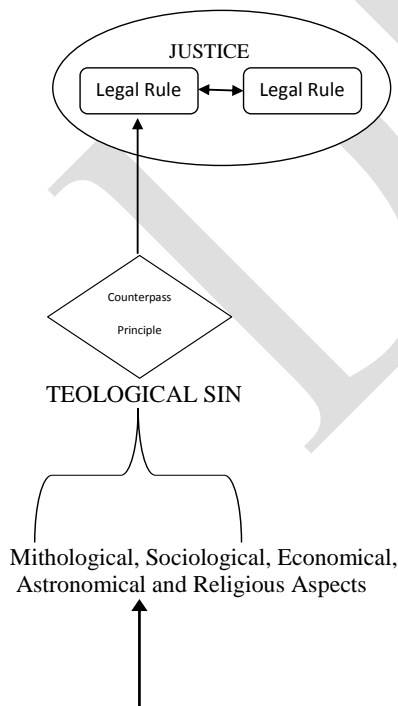 JUSTICE
Legal Rule Legal Rule
Counterpass
Principle
TEOLOGICAL SIN
Mithological, Sociological, Economical,
Astronomical and Religious Aspects